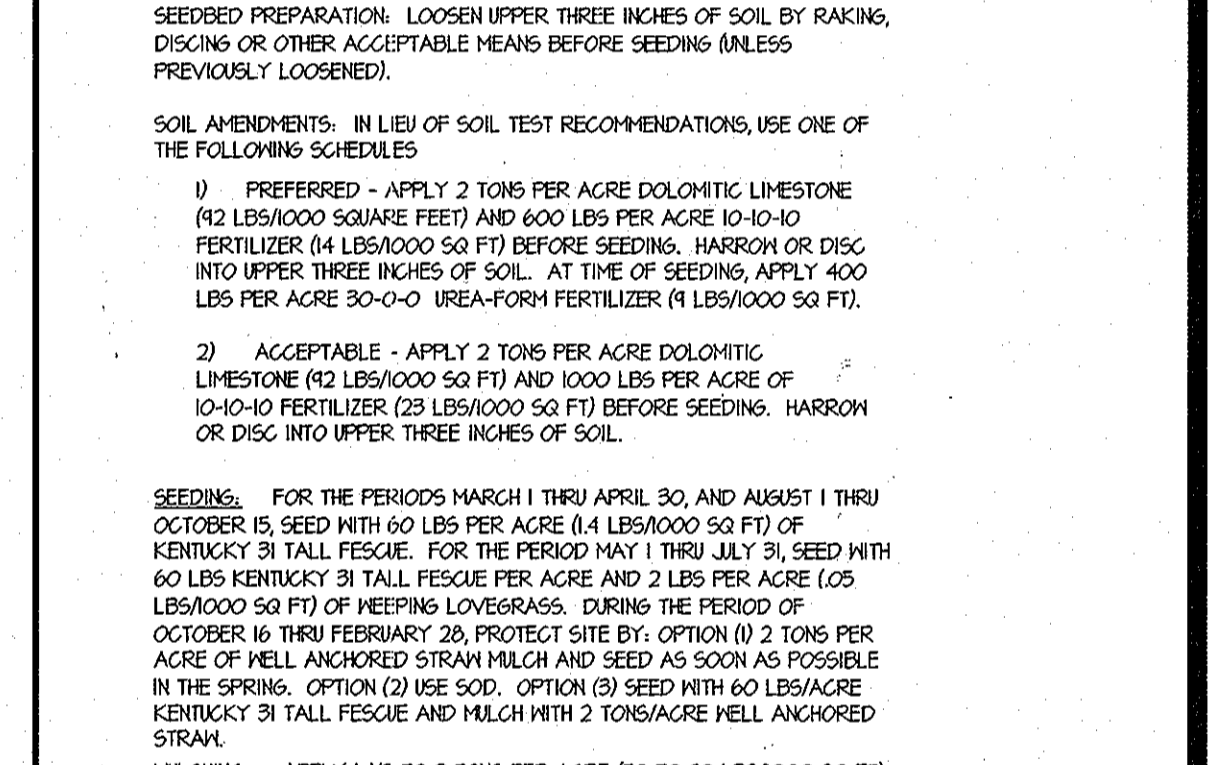 SEEDBED PREPARATION: LOOSEN UPPER THREE INCHES OF SOIL BY RAKING,
DISCING OR OTHER ACCEPTABLE MEANS BEFORE SEEDING (UNLESS
PREVIOUSLY LOOSENED).
SOIL AMENDMENTS: IN LIEU OF SOIL TEST RECOMMENDATIONS, USE ONE OF
THE FOLLOWING SCHEDULES
1) PREFERRED - APPLY 2 TONS PER ACRE DOLOMITIC LIMESTONE
(92 LBS/1000 SQUARE FEET) AND 600 LBS PER ACRE 10-10-10
FERTILIZER (14 LBS/1000 SQ FT) BEFORE SEEDING. HARROW OR DISC
INTO UPPER THREE INCHES OF SOIL. AT TIME OF SEEDING, APPLY 400
LBS PER ACRE 30-0-0 UREA-FORM FERTILIZER (9 LBS/1000 SQ FT).
2) ACCEPTABLE - APPLY 2 TONS PER ACRE DOLOMITIC
LIMESTONE (92 LBS/1000 SQ FT) AND 1000 LBS PER ACRE OF
10-10-10 FERTILIZER (23 LBS/1000 SQ FT) BEFORE SEEDING. HARROW
OR DISC INTO UPPER THREE INCHES OF SOIL.
SEEDING: FOR THE PERIODS MARCH 1 THRU APRIL 30, AND AUGUST 1 THRU
OCTOBER 15, SEED WITH 60 LBS PER ACRE (1.4 LBS/1000 SQ FT) OF
KENTUCKY 31 TALL FESCUE. FOR THE PERIOD MAY 1 THRU JULY 31, SEED WITH
60 LBS KENTUCKY 31 TALL FESCUE PER ACRE AND 2 LBS PER ACRE (.05
LBS/1000 SQ FT) OF WEEPING LOVEGRASS. DURING THE PERIOD OF
OCTOBER 16 THRU FEBRUARY 28, PROTECT SITE BY: OPTION (1) 2 TONS PER
ACRE OF WELL ANCHORED STRAW MULCH AND SEED AS SOON AS POSSIBLE
IN THE SPRING. OPTION (2) USE SOD. OPTION (3) SEED WITH 60 LBS/ACRE
KENTUCKY 31 TALL FESCUE AND MULCH WITH 2 TONS/ACRE WELL ANCHORED
STRAW.